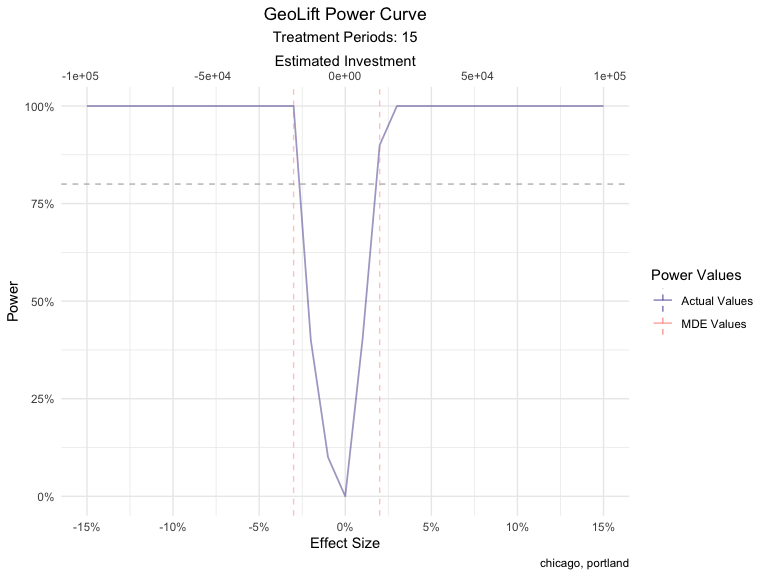 GeoLift Power Curve
Treatment Periods: 15
Estimated Investment
-1e+05 -5e+04 0e+00 5e+04 1e+05
100%
75%
50%
25%
0%
Power
-15% -10% -5% 0% 5% 10% 15%
Effect Size
Power Values
Actual Values
MDE Values
chicago, portland